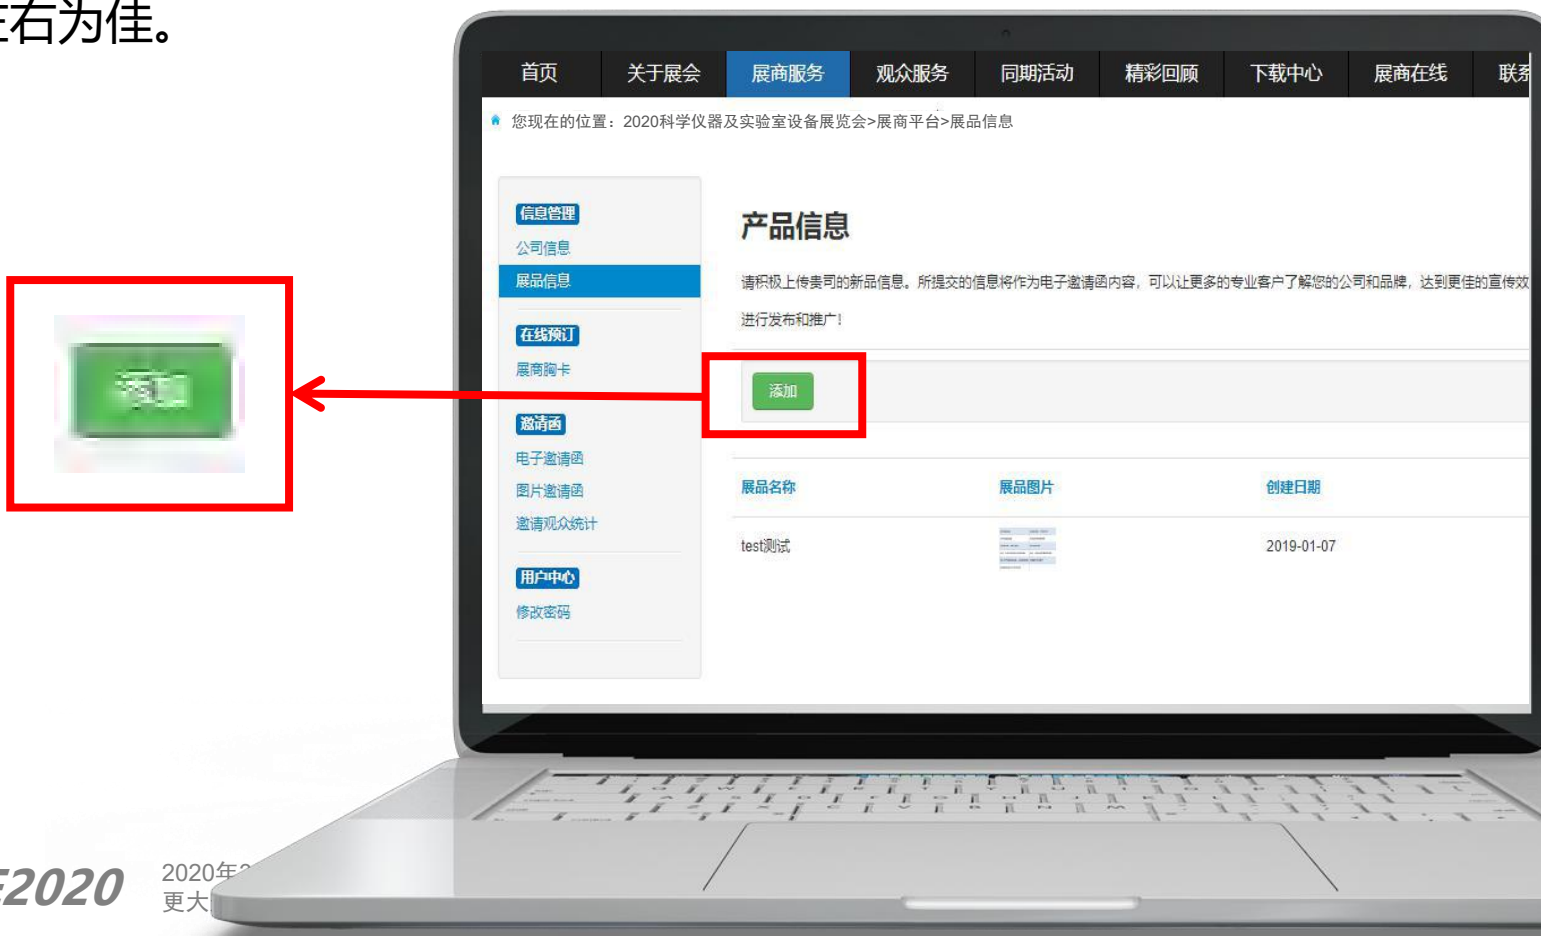 左右为佳。
首页 关于展会 展商服务 观众服务 同期活动 精彩回顾 下载中心 展商在线 联系
您现在的位置：2020科学仪器及实验室设备展览会>展商平台>展品信息
信息管理
公司信息
展品信息
在线预订
展商胸卡
邀请函
电子邀请函
图片邀请函
邀请观众统计
用户中心
修改密码
产品信息
请积极上传贵司的新品信息。所提交的信息将作为电子邀请函内容，可以让更多的专业客户了解您的公司和品牌，达到更佳的宣传效
进行发布和推广！
添加
添加
展品名称 展品图片 创建日期
test测试 2019-01-07
E2020
2020年
更大